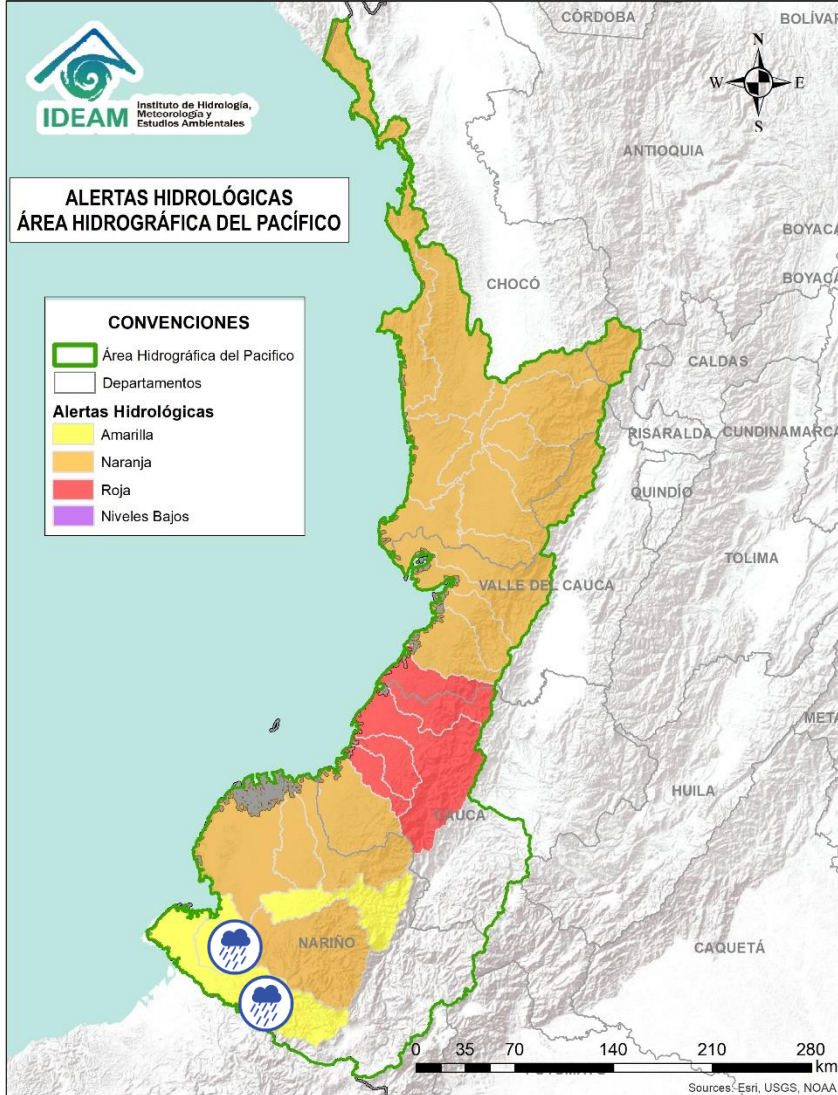 CÓRDOBA
BOLÍVAR
IDEAM
Instituto de Hidrología,
Meteorología y
Estudios Ambientales
N
W E
S
ANTIOQUIA
ALERTAS HIDROLÓGICAS
ÁREA HIDROGRÁFICA DEL PACÍFICO
BOYACÁ
CHOCÓ
BOYACÁ
CONVENCIONES
Área Hidrográfica del Pacifico
Departamentos
Alertas Hidrológicas
Amarilla
Naranja
Roja
Niveles Bajos
CALDAS
RISARALDA
CUNDINAMARCA
QUINDÍO
TOLIMA
VALLE DEL CAUCA
META
HUILA
CAUCA
NARIÑO
CAQUETÁ
0 35 70 140 210 280
km
Sources: Esri, USGS, NOAA